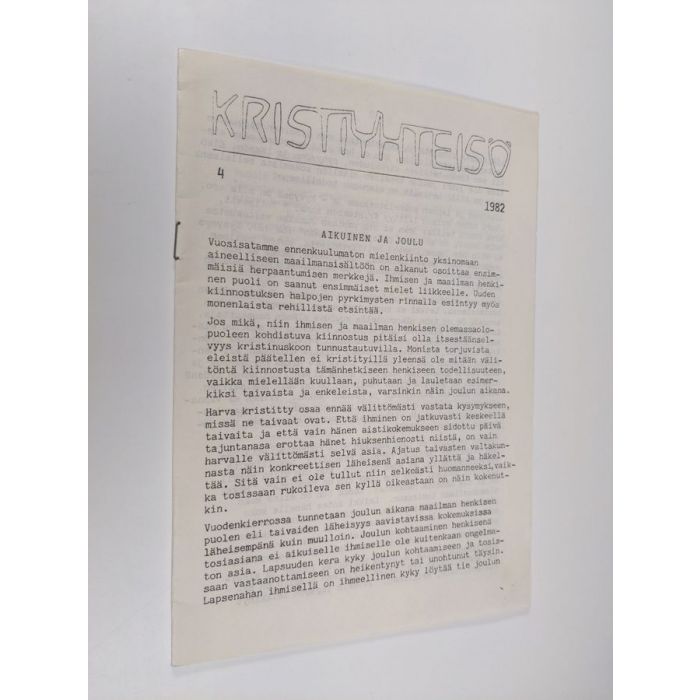 KRISTIYHTEISÖ
4
1982
AIKUINEN JA JOULU
Vuosisatamme ennenkuulumaton mielenkiinto yksinomaan
aineelliseen maailmansisältöön on alkanut osoittaa ensim-
mäisiä herpaantumisen merkkejä. Ihmisen ja maailman henki-
nen puoli on saanut ensimmäiset mielet liikkeelle. Uuden
kiinnostuksen halpojen pyrkimysten rinnalla esiintyy myös
monenlaista rehillistä etsintää.
Jos mikä, niin ihmisen ja maailman henkisen olemassaolo-
puoleen kohdistuva kiinnostus pitäisi olla itsestäänsel-
vyys kristinuskoon tunnustautuvilla. Monista torjuvista
eleistä päätellen ei kristityillä yleensä ole mitään väli-
töntä kiinnostusta tämänhetkiseen henkiseen todellisuuteen,
vaikka mielellään kuullaan, puhutaan ja lauletaan esimer-
kiksi taivaista ja enkeleista, varsinkin näin joulun aikana.
Harva kristitty osaa ennää välittömästi vastata kysymykseen,
missä ne taivaat ovat. Että ihminen on jatkuvasti keskeellä
taivaita ja että vain hänen aistikokemukseen sidottu päivä
tajuntanasa erottaa hänet hiuksenhienosti niistä, on vain
harvalle välittömästi selvä asia. Ajatus taivasten valtakun-
nasta näin konkreettisen läheisenä asiana yllättä ja häkel-
tää. Sitä vain ei ole tullut niin selkoästi huomanneeksi,vaik-
ka tosissaan rukoileva sen kyllä oikeastaan on näin kokenut-
kin.
Vuodenkierrossa tunnetaan joulun aikana maailman henkisen
puolen eli taivaiden läheisyys aavistavissa kokemuksissa
läheisempänä kuin muulloin. Joulun kohtaaminen henkisenä
tosiasiana ei aikuiselle ihmiselle ole kuitenkaan ongelma-
ton asia. Lapsuuden kera kyky joulun kohtaamiseen ja tosis-
saan vastaanottamiseen on heikentynyt tai unohtunut täysin.
Lapsenahan ihmisellä on ihmeellinen kyky löytää tie joulun